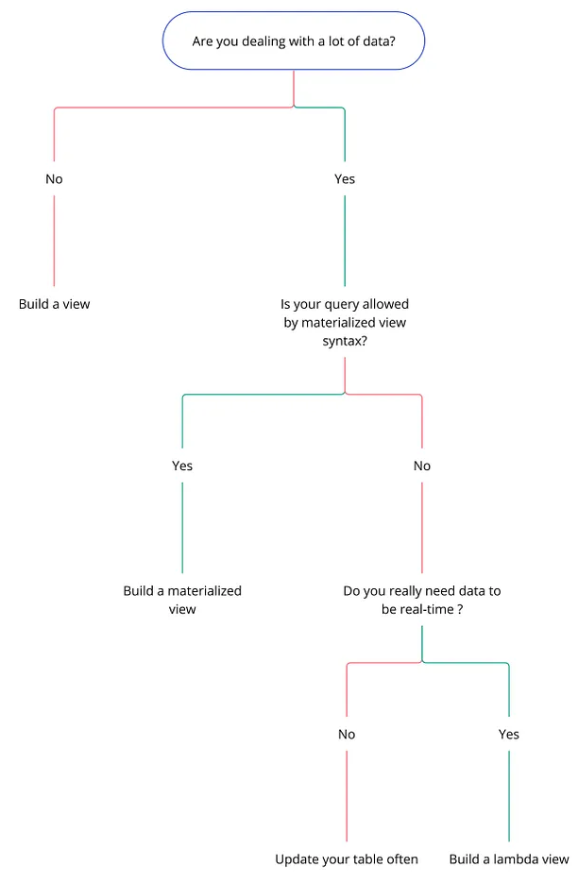 Are you dealing with a lot of data?
No
Yes
Build a view
Is your query allowed
by materialized view
syntax?
Yes
No
Build a materialized
view
Do you really need data to
be real-time ?
No
Yes
Update your table often
Build a lambda view